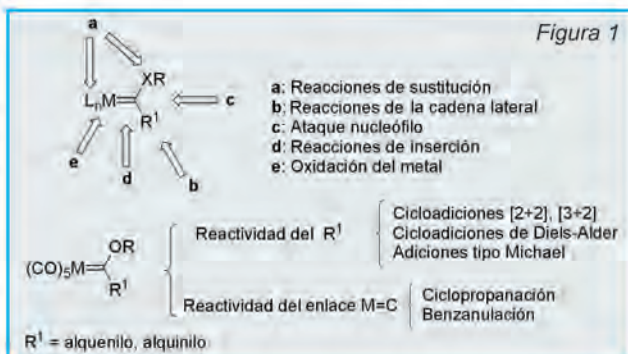 Figura 1
a
XR
LnM
R¹
c
e
d
b
a: Reacciones de sustitución
b: Reacciones de la cadena lateral
c: Ataque nucleófilo
d: Reacciones de inserción
e: Oxidación del metal
(CO)₅M
OR
R¹
Reactividad del R¹
Cicloadiciones [2+2], [3+2]
Cicloadiciones de Diels-Alder
Adiciones tipo Michael
Reactividad del enlace M=C
Ciclopropanación
Benzanulación
R¹ = alquenilo, alquinilo